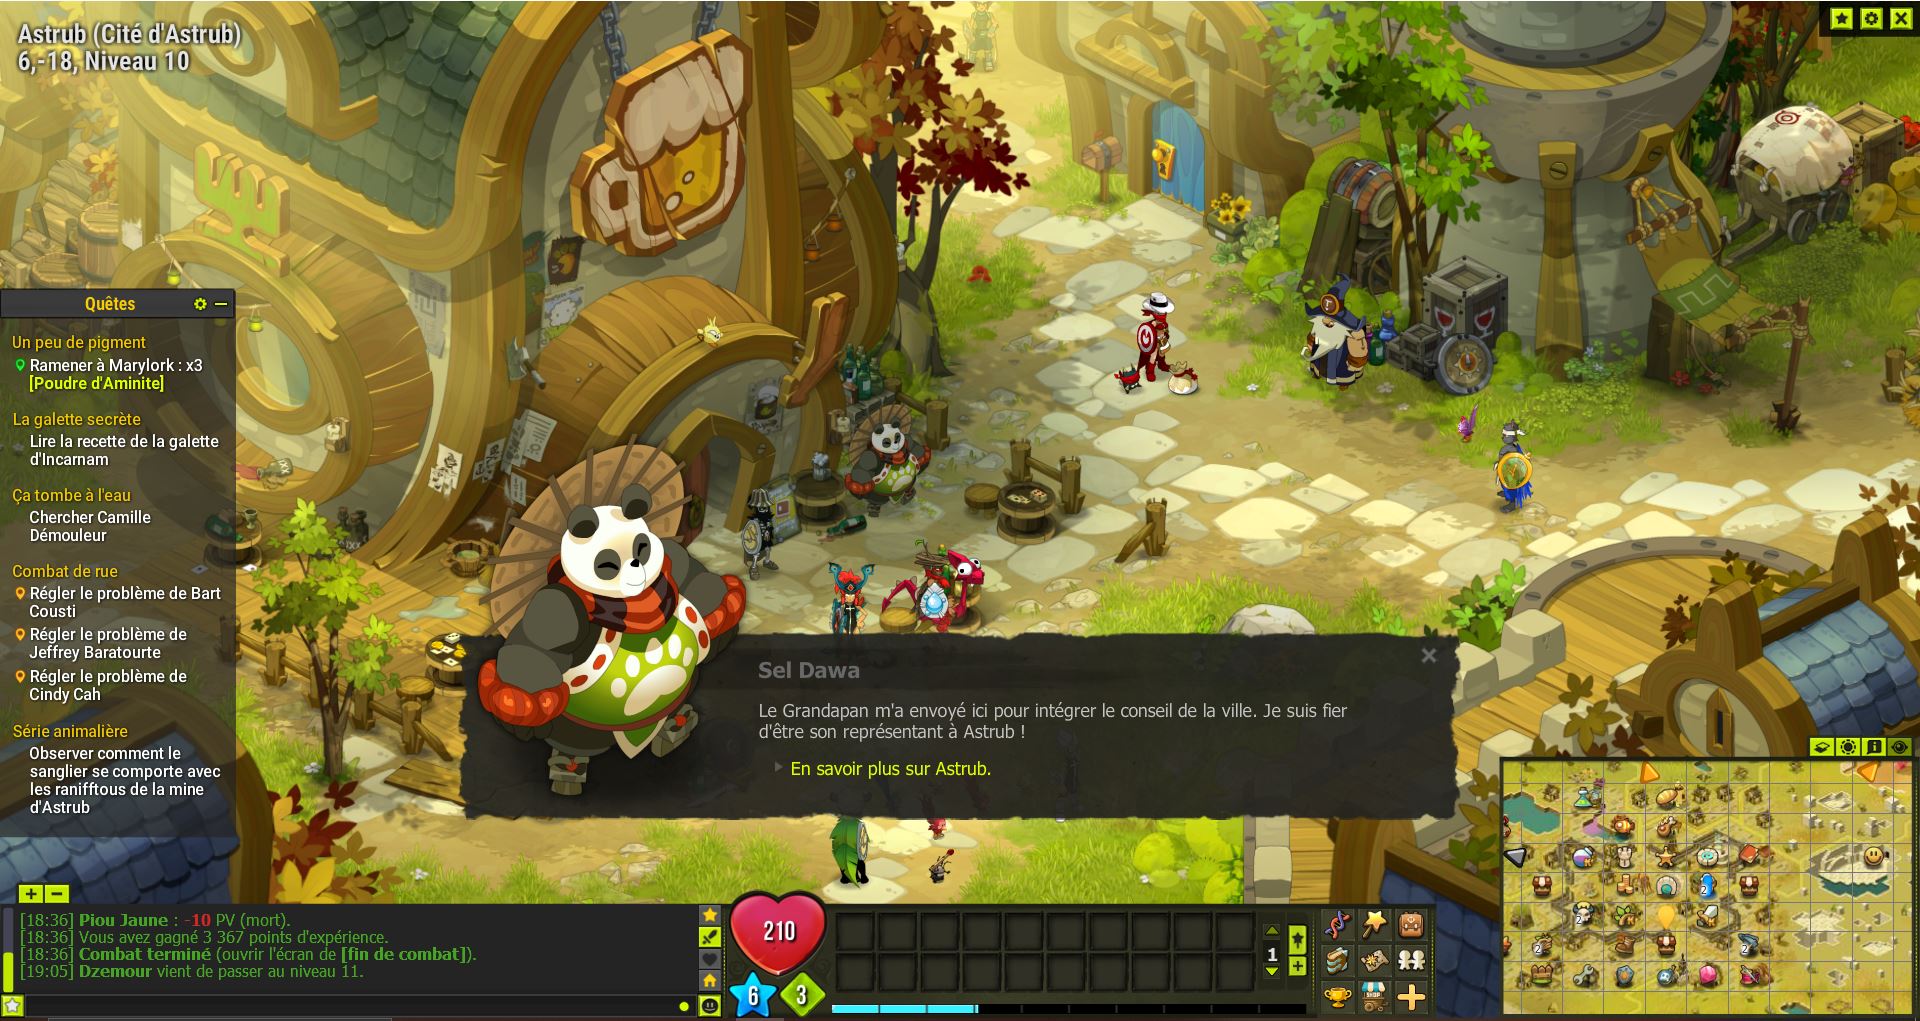 Astrub (Cité d'Astrub)
6,-18, Niveau 10
Quêtes
Un peu de pigment
Ramener à Marylork : x3
[Poudre d'Aminite]
La galette secrète
Lire la recette de la galette
d'Incarnam
Ça tombe à l'eau
Chercher Camille
Démouleur
Combat de rue
Régler le problème de Bart
Cousti
Régler le problème de
Jeffrey Baratourte
Régler le problème de
Cindy Cah
Série animalière
Observer comment le
sanglier se comporte avec
les ranifftous de la mine
d'Astrub
Sel Dawa
Le Grandapan m'a envoyé ici pour intégrer le conseil de la ville. Je suis fier
d'être son représentant à Astrub !
En savoir plus sur Astrub.
[18:36] Piou Jaune : -10 PV (mort).
[18:36] Vous avez gagné 3 367 points d'expérience.
[18:36] Combat terminé (ouvrir l'écran de [fin de combat]).
[19:05] Dzemour vient de passer au niveau 11.
210
6
3
1
SHOP
2
2
2
2